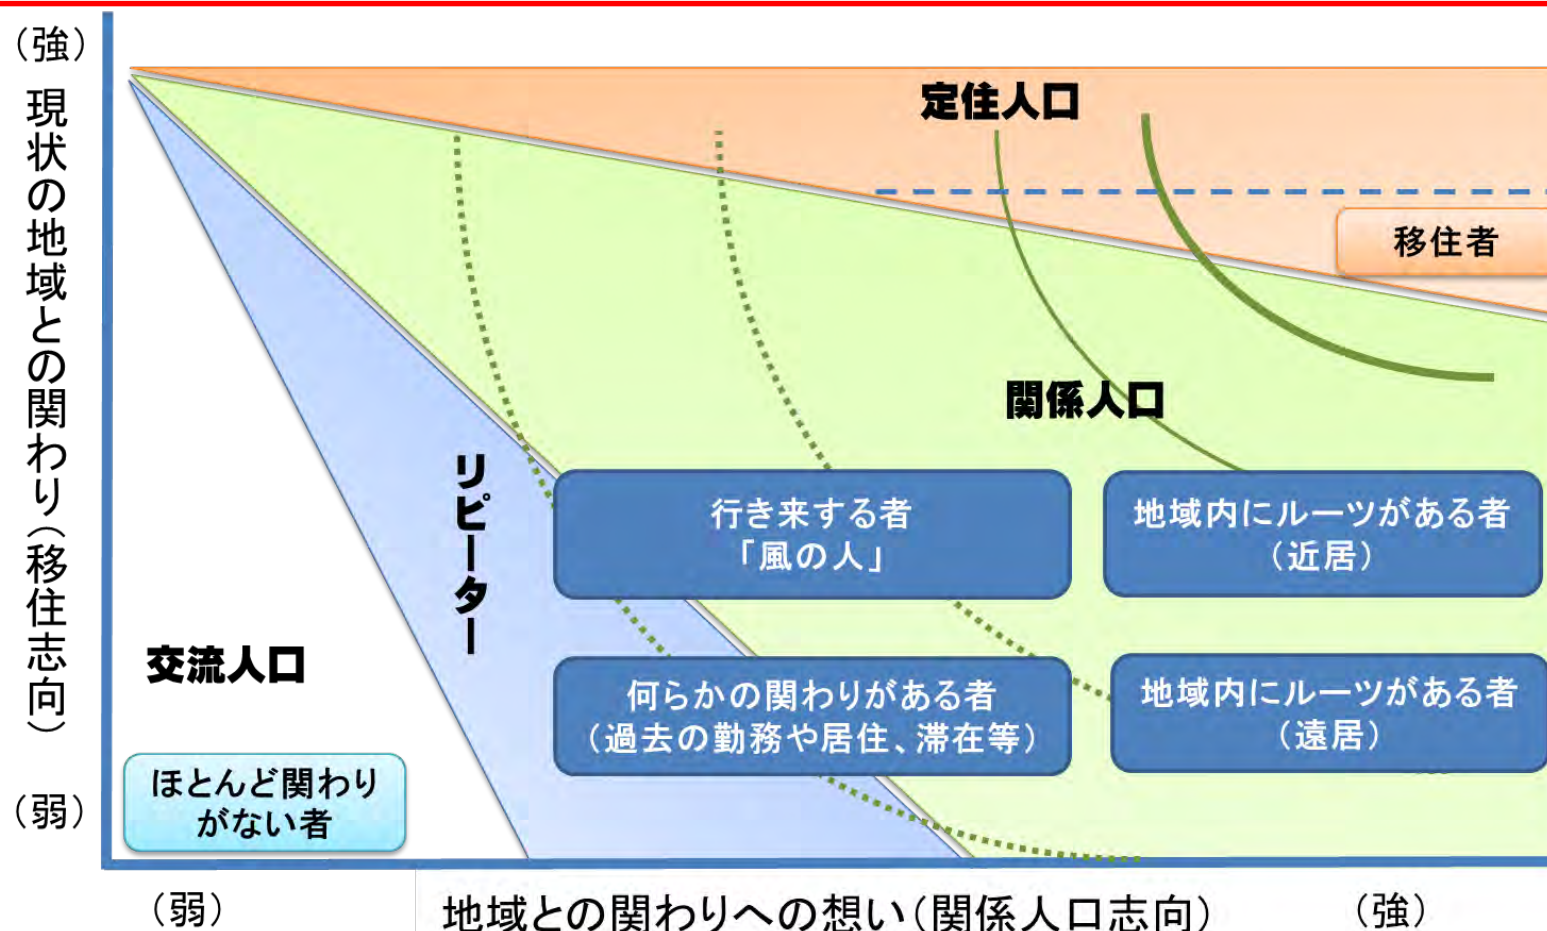 （強）
現状の地域との関わり（移住志向）
（弱）
定住人口
移住者
関係人口
リピーター
行き来する者
「風の人」
地域内にルーツがある者
（近居）
交流人口
何らかの関わりがある者
（過去の勤務や居住、滞在等）
地域内にルーツがある者
（遠居）
ほとんど関わり
がない者
（弱）
地域との関わりへの想い（関係人口志向）
（強）